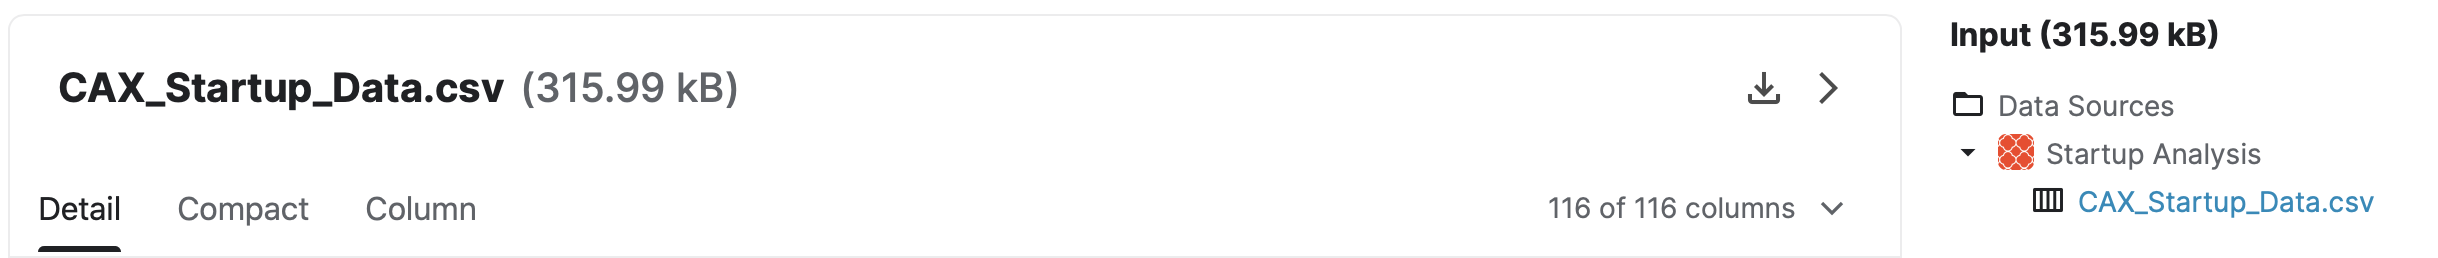 CAX_Startup_Data.csv (315.99 kB)
Detail Compact Column 116 of 116 columns
Input (315.99 kB)
Data Sources
Startup Analysis
CAX_Startup_Data.csv